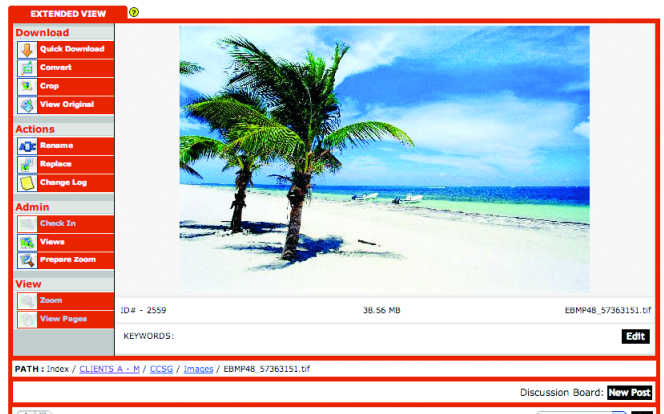 EXTENDED VIEW ?
Download
Quick Download
Convert
Crop
View Original
Actions
Rename
Replace
Change Log
Admin
Check In
Views
Prepare Zoom
View
Zoom
View Pages
ID# - 2559 38.56 MB EBMP48_57363151.tif
KEYWORDS: Edit
PATH : Index / CLIENTS A - M / CCSG / Images / EBMP48_57363151.tif
Discussion Board: New Post